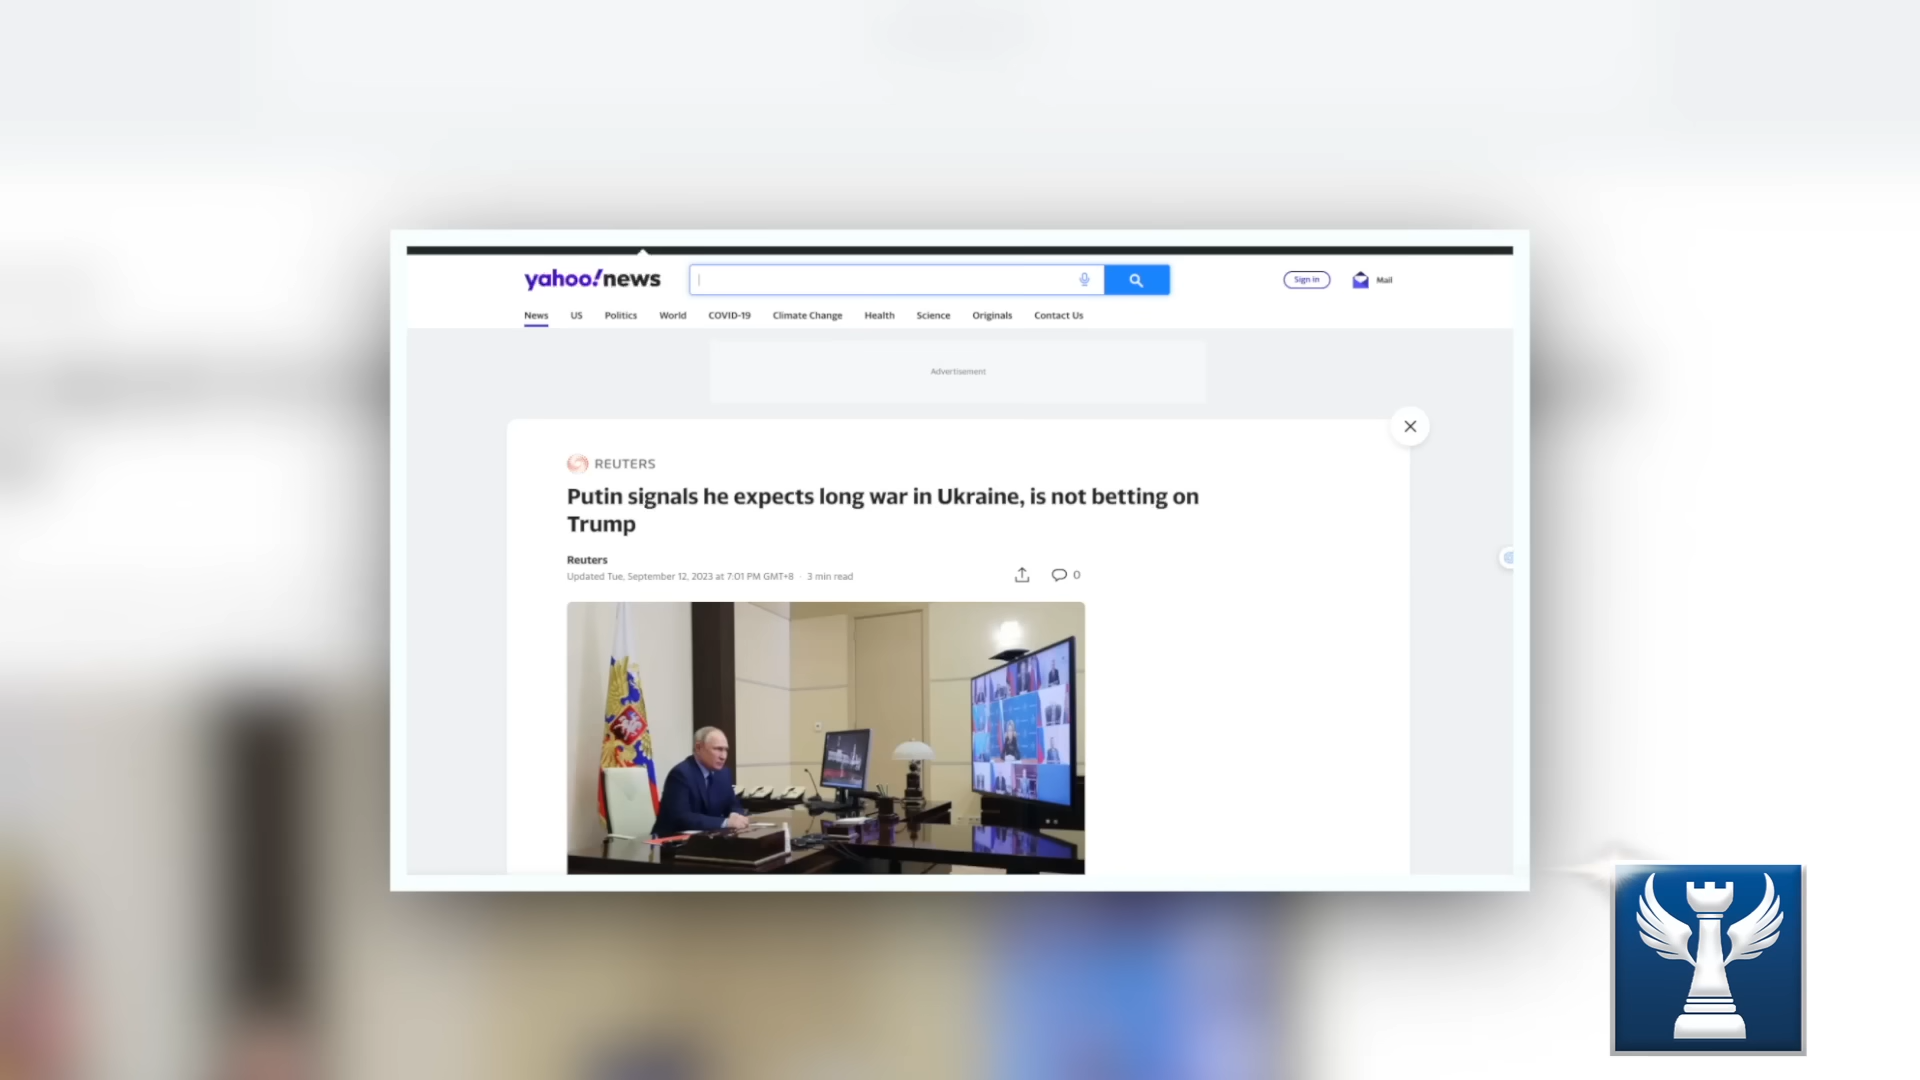 yahoo!news
Sign in
Mail
News US Politics World COVID-19 Climate Change Health Science Originals Contact Us
Advertisement
REUTERS
Putin signals he expects long war in Ukraine, is not betting on
Trump
Reuters
Updated Tue, September 12, 2023 at 7:01 PM GMT+8 · 3 min read
0